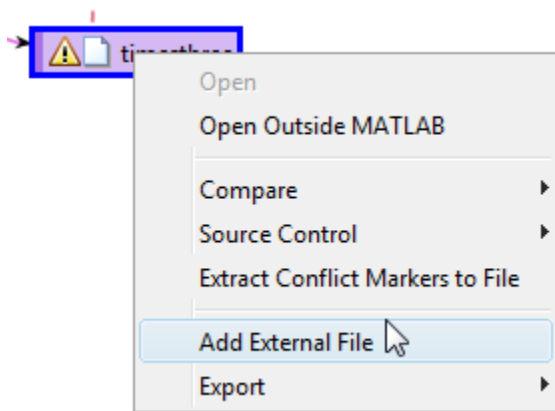 Open
Open Outside MATLAB
Compare
Source Control
Extract Conflict Markers to File
Add External File
Export